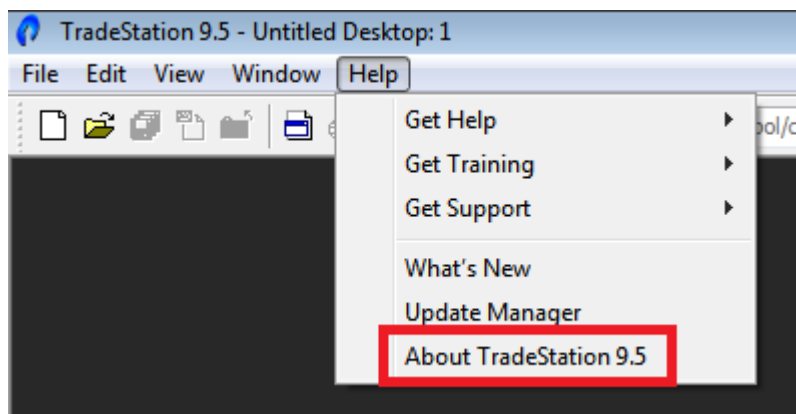 TradeStation 9.5 - Untitled Desktop: 1
File Edit View Window Help
Get Help
Get Training
Get Support
What's New
Update Manager
About TradeStation 9.5